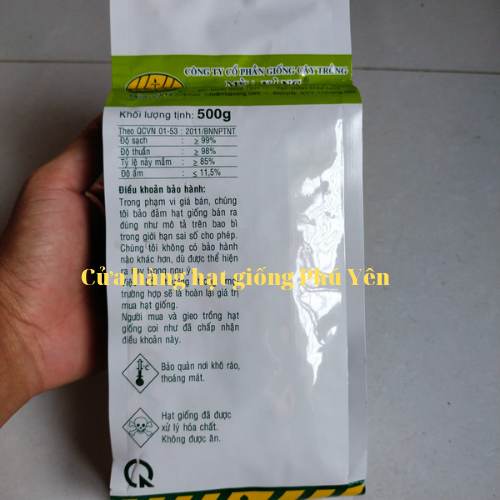 CÔNG TY CỔ PHẦN GIỐNG CÂY TRỒNG
Khối lượng tịnh: 500g
Theo QCVN 01-53 : 2011/BNNPTNT
Độ sạch : ≥ 99%
Độ thuần : ≥ 98%
Tỷ lệ nảy mầm : ≥ 85%
Độ ẩm : ≤ 11,5%
Điều khoản bảo hành:
Trong phạm vi giá bán, chúng
tôi bảo đảm hạt giống bán ra
đúng như mô tả trên bao bì
trong giới hạn sai số cho phép.
Chúng tôi không có bảo hành
nào khác hơn, dù được thể hiện
Cửa hàng hạt giống Phú Yên
trường hợp sẽ là hoàn lại giá trị
mua hạt giống.
Người mua và gieo trồng hạt
giống coi như đã chấp nhận
điều khoản này.
Bảo quản nơi khô ráo,
thoáng mát.
Hạt giống đã được
xử lý hóa chất.
Không được ăn.